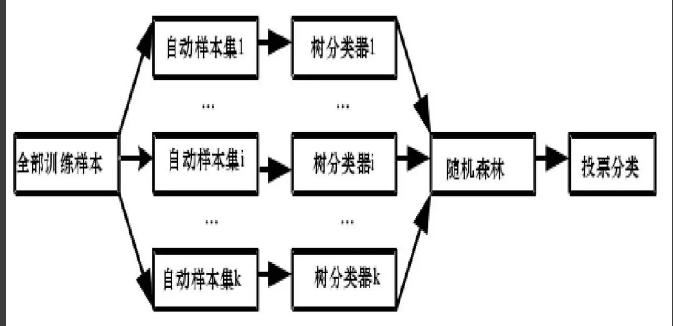 自动样本集1
树分类器1
...
...
全部训练样本
自动样本集i
树分类器i
随机森林
投票分类
...
...
自动样本集k
树分类器k